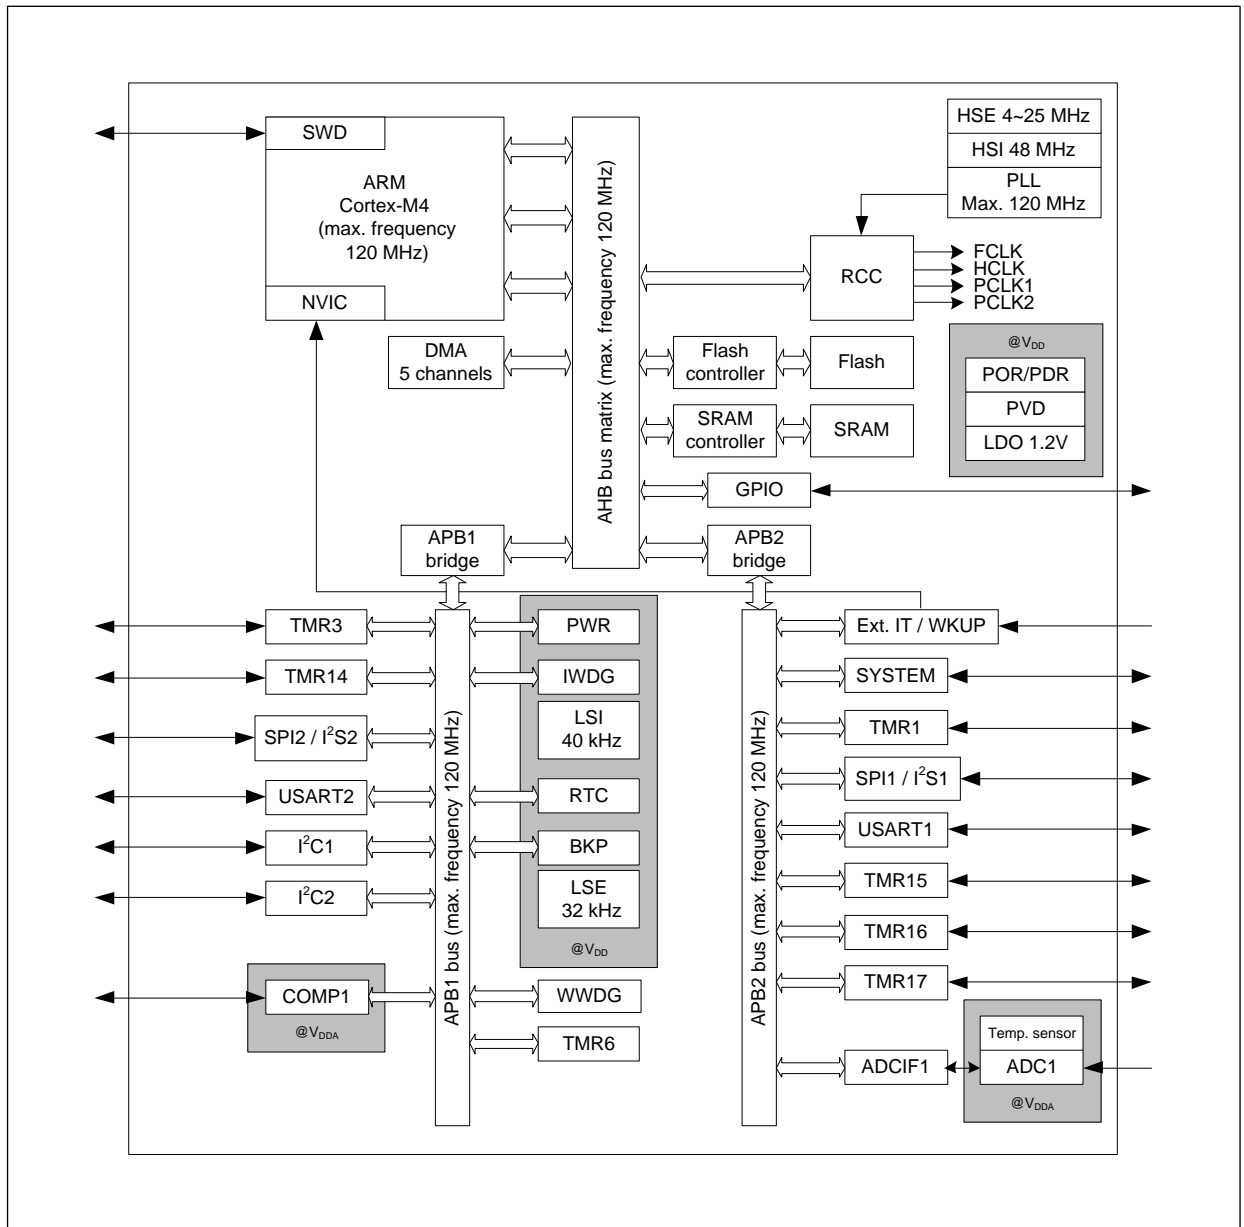 HSE 4~25 MHz
HSI 48 MHz
PLL
Max. 120 MHz
SWD
ARM
Cortex-M4
(max. frequency
120 MHz)
NVIC
AHB bus matrix (max. frequency 120 MHz)
RCC
FCLK
HCLK
PCLK1
PCLK2
DMA
5 channels
Flash
controller
Flash
SRAM
controller
SRAM
GPIO
@VDD
POR/PDR
PVD
LDO 1.2V
APB1
bridge
APB2
bridge
TMR3
TMR14
SPI2 / I²S2
USART2
I²C1
I²C2
COMP1
@VDDA
APB1 bus (max. frequency 120 MHz)
PWR
IWDG
LSI
40 kHz
RTC
BKP
LSE
32 kHz
@VDD
WWDG
TMR6
APB2 bus (max. frequency 120 MHz)
Ext. IT / WKUP
SYSTEM
TMR1
SPI1 / I²S1
USART1
TMR15
TMR16
TMR17
ADCIF1
Temp. sensor
ADC1
@VDDA